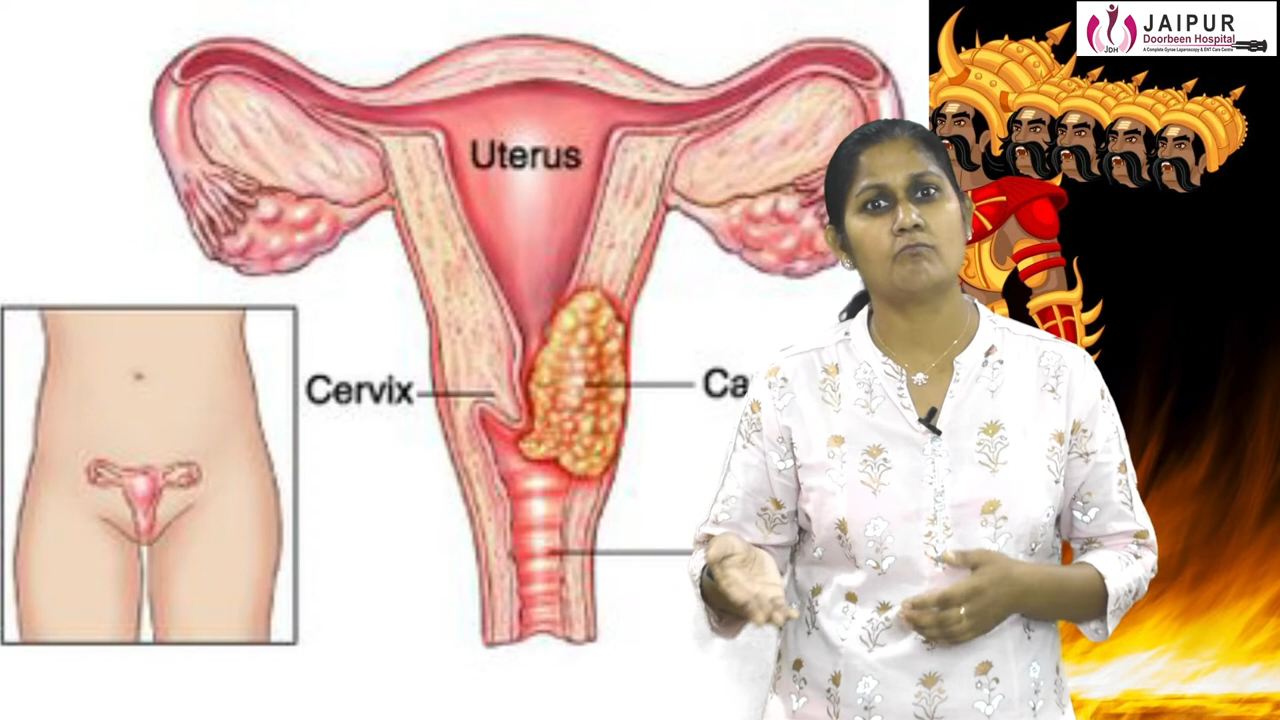 JAIPUR
Doorbeen Hospital
A Complete Gynae Laparoscopy & ENT Care Centre
JDH
Uterus
Cervix
Ca